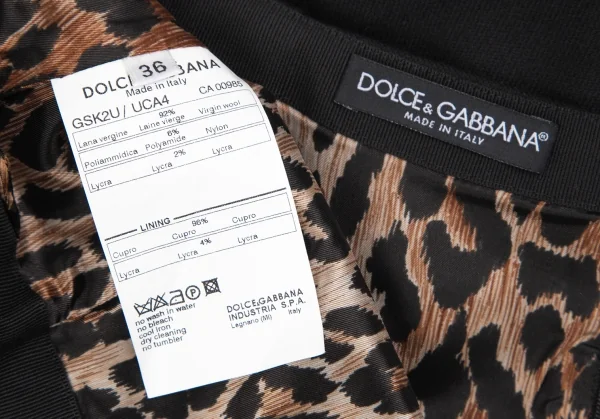 36
DOLCE&GABBANA
Made in Italy
GSK2U/ UCA4 CA 00985
92%
Lana vergine Laine vierge Virgin wool
6%
Poliammidica Polyamide Nylon
2%
Lycra Lycra Lycra
LINING
96%
Cupro Cupro Cupro
4%
Lycra Lycra Lycra
no wash in water
no bleach
cool iron
dry cleaning
no tumbler
DOLCE&GABBANA
INDUSTRIA S.P.A.
Legnano (MI) Italy
DOLCE&GABBANA®
MADE IN ITALY